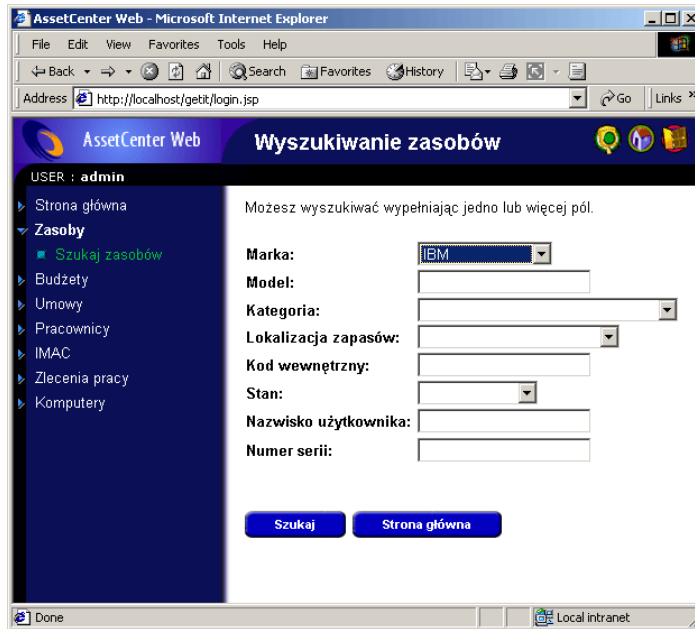 AssetCenter Web - Microsoft Internet Explorer
File Edit View Favorites Tools Help
Back Search Favorites History
Address http://localhost/getit/login.jsp Go Links »
AssetCenter Web Wyszukiwanie zasobów
USER : admin
Strona główna
Zasoby
Szukaj zasobów
Budżety
Umowy
Pracownicy
IMAC
Zlecenia pracy
Komputery
Możesz wyszukiwać wypełniając jedno lub więcej pól.
Marka: IBM
Model:
Kategoria:
Lokalizacja zapasów:
Kod wewnętrzny:
Stan:
Nazwisko użytkownika:
Numer serii:
Szukaj Strona główna
Done Local intranet